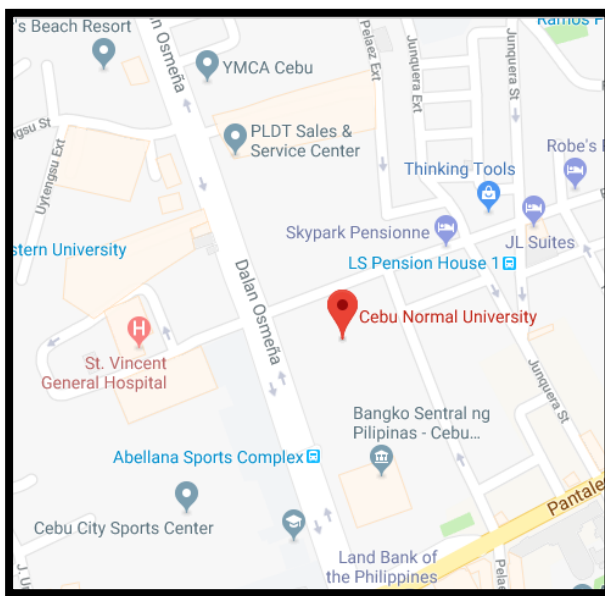 's Beach Resort
YMCA Cebu
Pelaez Ext
Junquera Ext
Junquera St
Ramos F
PLDT Sales &
Service Center
ngsu St
Uytengsu Ext
Thinking Tools
Robe's
Skypark Pensionne
JL Suites
stern University
LS Pension House 1
Dalan Osmeña
Cebu Normal University
H
St. Vincent
General Hospital
Junquera St
Bangko Sentral ng
Pilipinas - Cebu...
Abellana Sports Complex
Pantale
Cebu City Sports Center
J. U
Land Bank of
the Philippines
Pelae